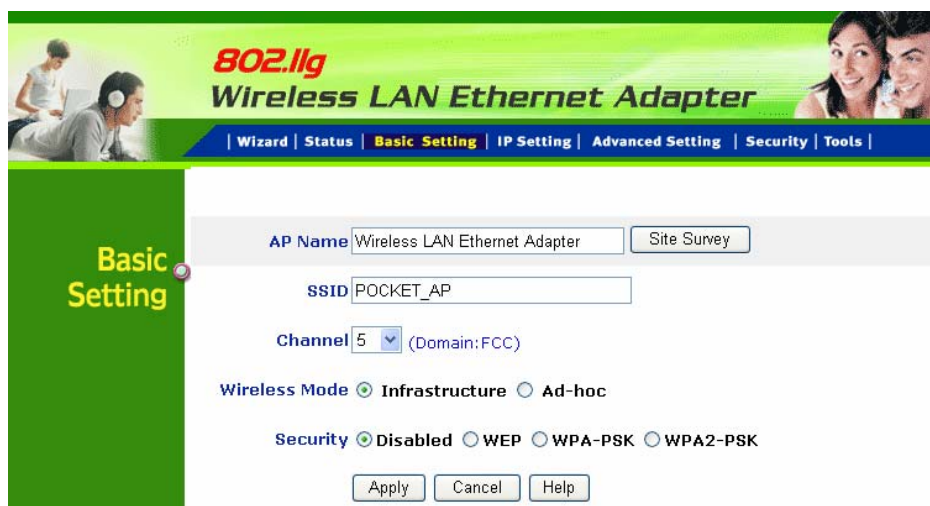 802.11g
Wireless LAN Ethernet Adapter
| Wizard | Status | Basic Setting | IP Setting | Advanced Setting | Security | Tools |
Basic
Setting
AP Name Wireless LAN Ethernet Adapter Site Survey
SSID POCKET_AP
Channel 5 (Domain:FCC)
Wireless Mode Infrastructure Ad-hoc
Security Disabled WEP WPA-PSK WPA2-PSK
Apply Cancel Help